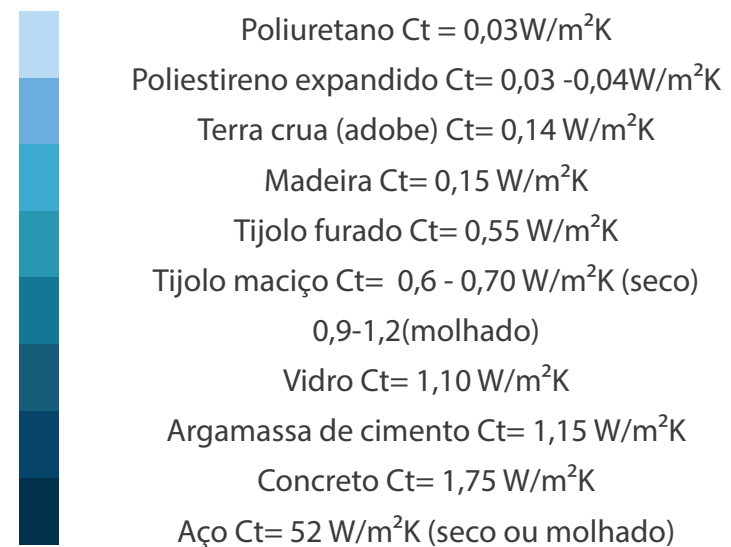 Poliuretano Ct = 0,03W/m²K
Poliestireno expandido Ct= 0,03 -0,04W/m²K
Terra crua (adobe) Ct= 0,14 W/m²K
Madeira Ct= 0,15 W/m²K
Tijolo furado Ct= 0,55 W/m²K
Tijolo maciço Ct= 0,6 - 0,70 W/m²K (seco)
0,9-1,2(molhado)
Vidro Ct= 1,10 W/m²K
Argamassa de cimento Ct= 1,15 W/m²K
Concreto Ct= 1,75 W/m²K
Aço Ct= 52 W/m²K (seco ou molhado)